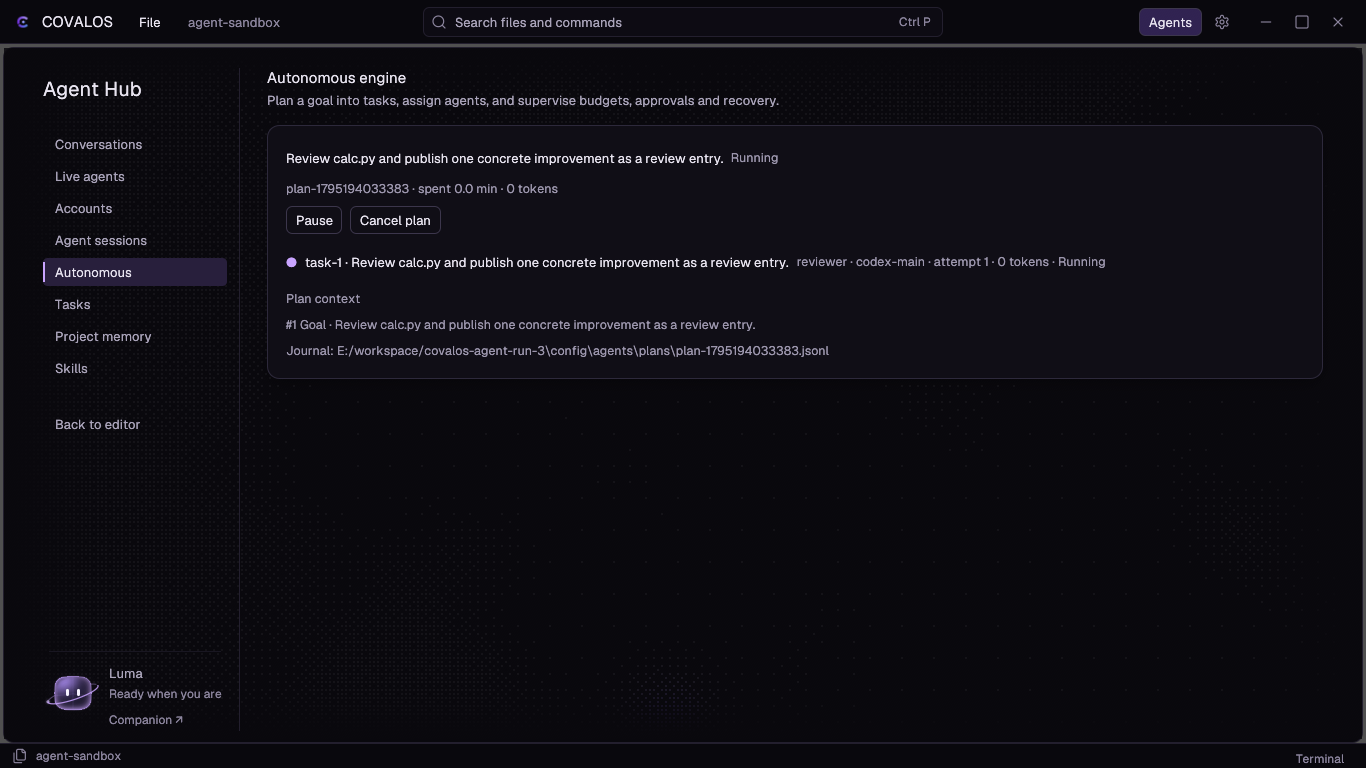 COVALOS File agent-sandbox Search files and commands Ctrl P Agents
Agent Hub
Conversations
Live agents
Accounts
Agent sessions
Autonomous
Tasks
Project memory
Skills
Back to editor
Luma
Ready when you are
Companion ↗
Autonomous engine
Plan a goal into tasks, assign agents, and supervise budgets, approvals and recovery.
Review calc.py and publish one concrete improvement as a review entry. Running
plan-1795194033383 · spent 0.0 min · 0 tokens
Pause Cancel plan
task-1 · Review calc.py and publish one concrete improvement as a review entry. reviewer · codex-main · attempt 1 · 0 tokens · Running
Plan context
#1 Goal · Review calc.py and publish one concrete improvement as a review entry.
Journal: E:/workspace/covalos-agent-run-3\config\agents\plans\plan-1795194033383.jsonl
agent-sandbox Terminal